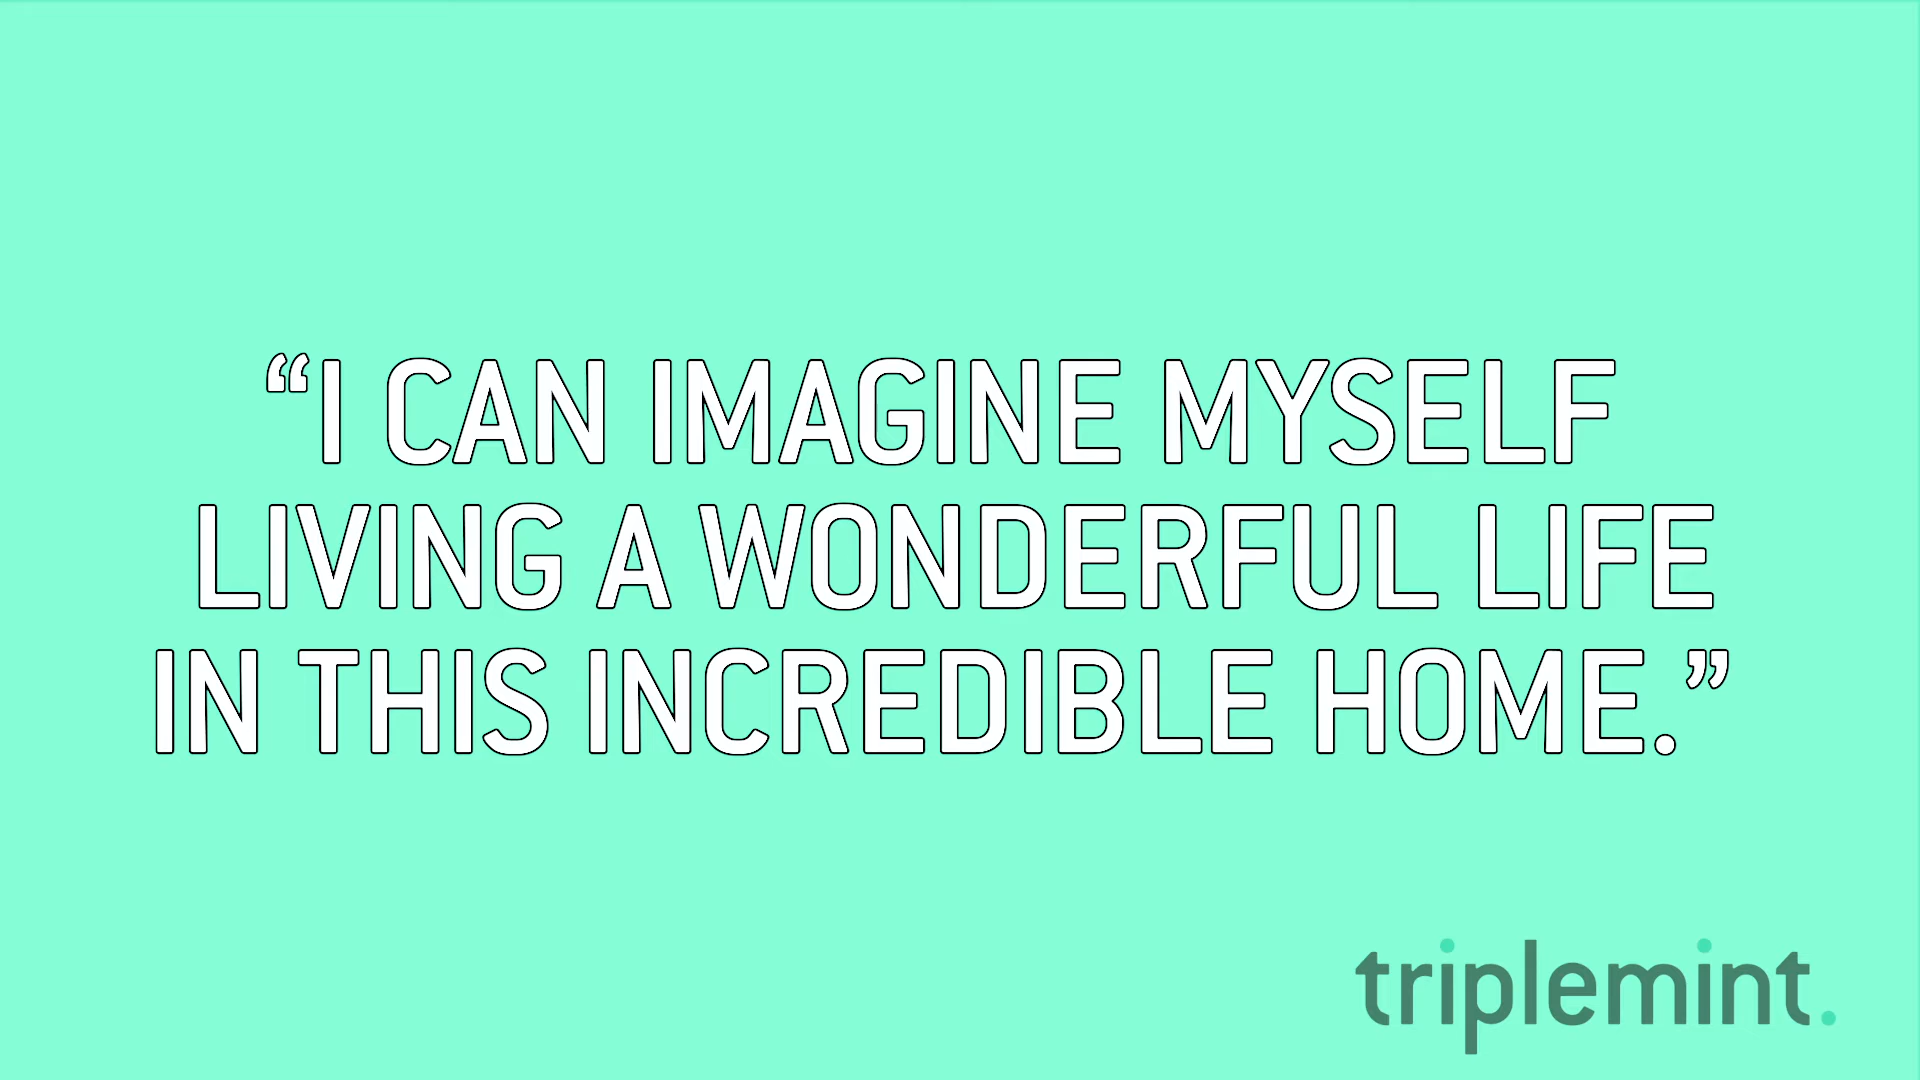 “I CAN IMAGINE MYSELF
LIVING A WONDERFUL LIFE
IN THIS INCREDIBLE HOME.”
triplemint.